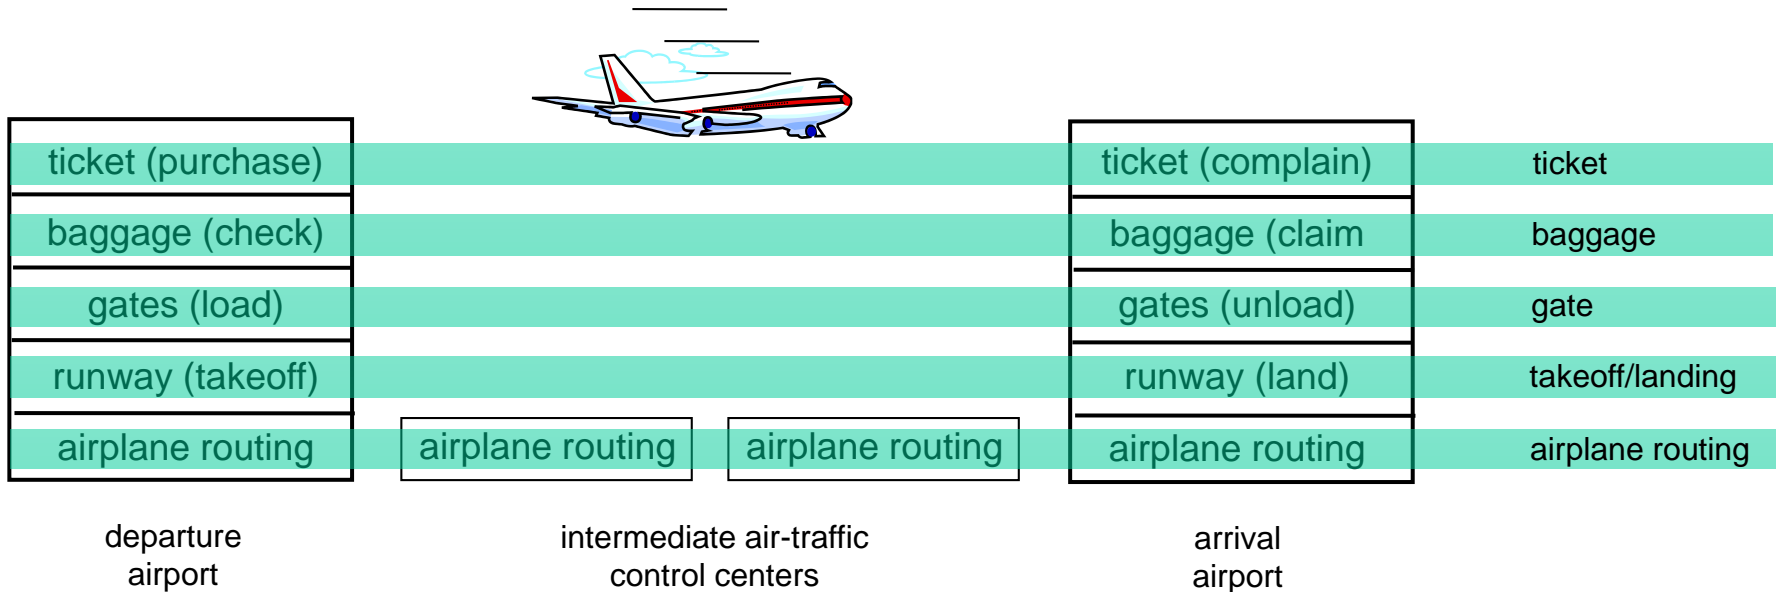 ticket (purchase) ticket (complain) ticket
baggage (check) baggage (claim baggage
gates (load) gates (unload) gate
runway (takeoff) runway (land) takeoff/landing
airplane routing airplane routing airplane routing airplane routing airplane routing
departure
airport
intermediate air-traffic
control centers
arrival
airport